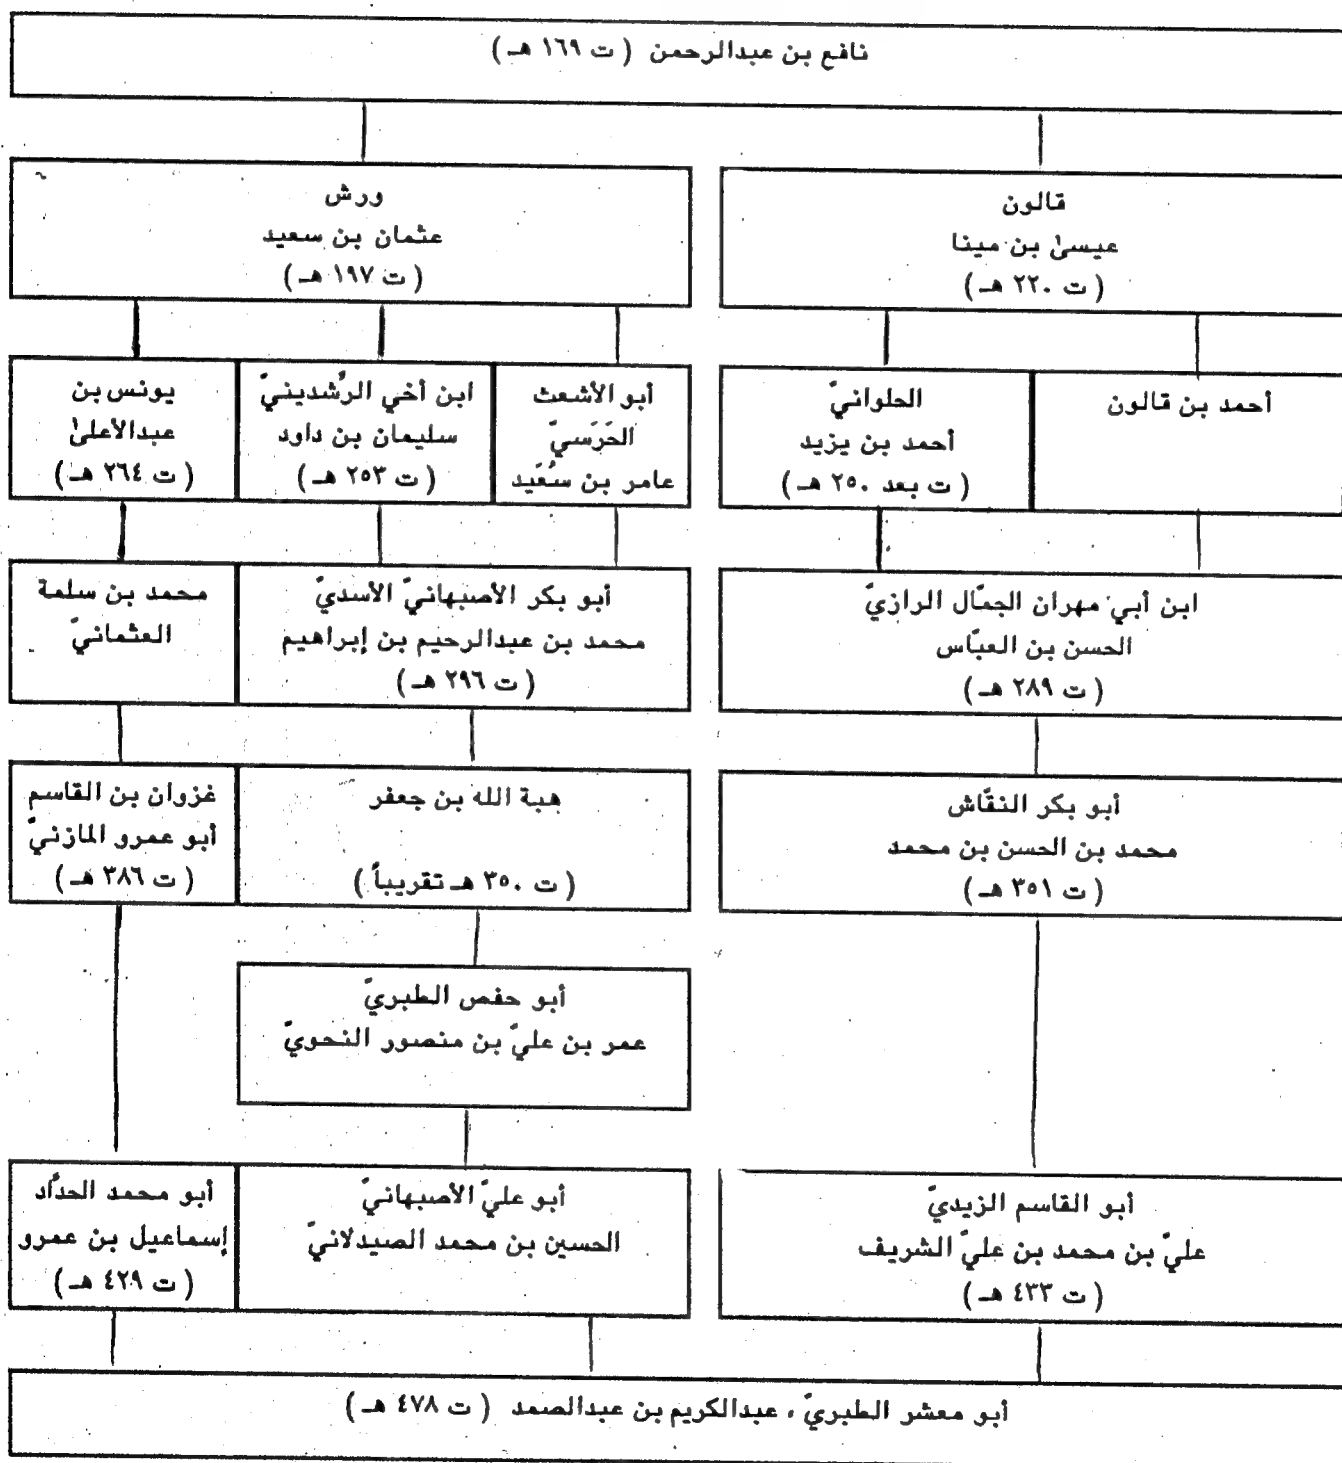 نافع بن عبدالرحمن ( ت ١٦٩ هـ )
قالون
عيسىٰ بن مينا
( ت ٢٢٠ هـ )
ورش
عثمان بن سعيد
( ت ١٩٧ هـ )
أحمد بن قالون
الحلوانيّ
أحمد بن يزيد
( ت بعد ٢٥٠ هـ )
أبو الأشعث
الحَرَسيّ
عامر بن سُعَيد
ابن أخي الرِّشدينيّ
سليمان بن داود
( ت ٢٥٣ هـ )
يونس بن
عبدالأعلىٰ
( ت ٢٦٤ هـ )
ابن أبي مهران الجمّال الرازيّ
الحسن بن العبّاس
( ت ٢٨٩ هـ )
أبو بكر الأصبهانيّ الأسديّ
محمد بن عبدالرحيم بن إبراهيم
( ت ٢٩٦ هـ )
محمد بن سلمة
العثمانيّ
أبو بكر النقّاش
محمد بن الحسن بن محمد
( ت ٣٥١ هـ )
هبة الله بن جعفر
( ت ٣٥٠ هـ تقريباً )
غزوان بن القاسم
أبو عمرو المازنيّ
( ت ٣٨٦ هـ )
أبو حفص الطبريّ
عمر بن عليّ بن منصور النحويّ
أبو القاسم الزيديّ
عليّ بن محمد بن عليّ الشريف
( ت ٤٣٣ هـ )
أبو عليّ الأصبهانيّ
الحسين بن محمد الصيدلانيّ
أبو محمد الحدّاد
إسماعيل بن عمرو
( ت ٤٢٩ هـ )
أبو معشر الطبريّ ، عبدالكريم بن عبدالصمد ( ت ٤٧٨ هـ )